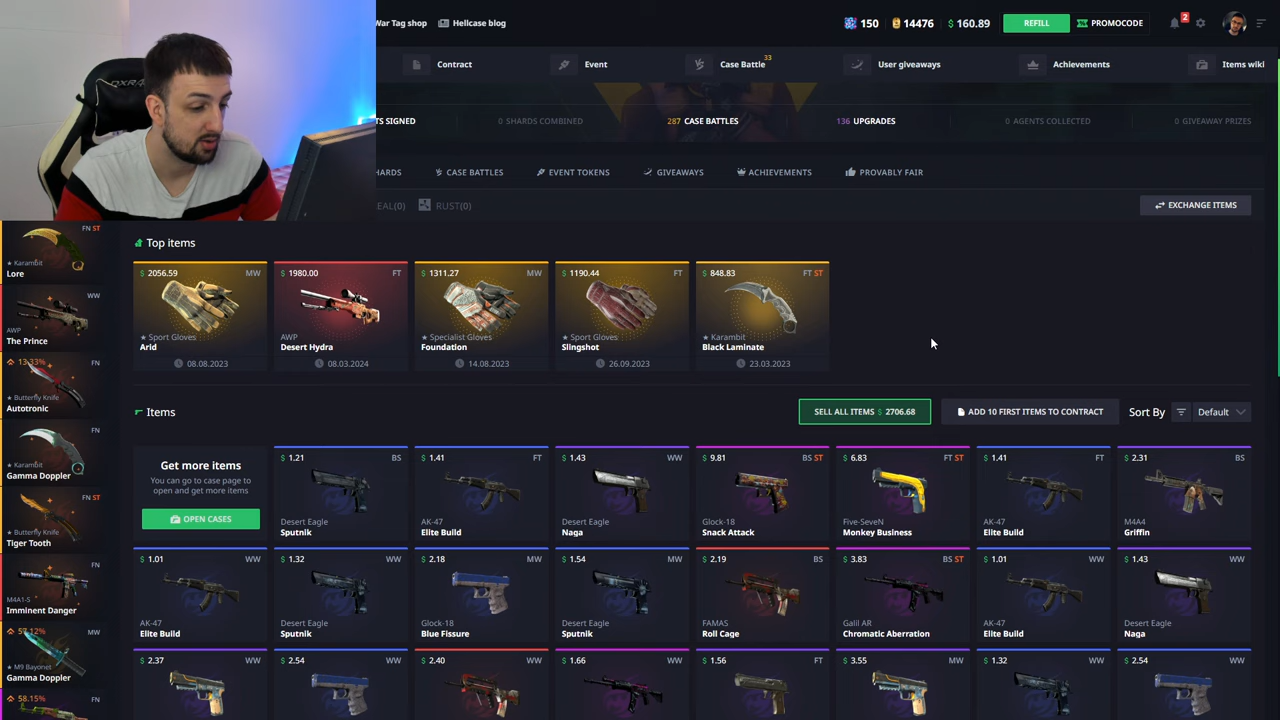 War Tag shop
Hellcase blog
150
14476
$ 160.89
REFILL
PROMOCODE
2
Contract
Event
Case Battle 33
User giveaways
Achievements
Items wiki
TS SIGNED
0 SHARDS COMBINED
287 CASE BATTLES
136 UPGRADES
0 AGENTS COLLECTED
0 GIVEAWAY PRIZES
HARDS
CASE BATTLES
EVENT TOKENS
GIVEAWAYS
ACHIEVEMENTS
PROVABLY FAIR
EAL(0)
RUST(0)
EXCHANGE ITEMS
FN ST
★ Karambit
Lore
WW
AWP
The Prince
13.33%
FN
★ Butterfly Knife
Autotronic
FN
★ Karambit
Gamma Doppler
FN ST
★ Butterfly Knife
Tiger Tooth
FN
M4A1-S
Imminent Danger
MW
★ M9 Bayonet
Gamma Doppler
58.15%
FN
Top items
$ 2056.59 MW
★ Sport Gloves
Arid
08.08.2023
$ 1980.00 FT
AWP
Desert Hydra
08.03.2024
$ 1311.27 MW
★ Specialist Gloves
Foundation
14.08.2023
$ 1190.44 FT
★ Sport Gloves
Slingshot
26.09.2023
$ 848.83 FT ST
★ Karambit
Black Laminate
23.03.2023
Items
SELL ALL ITEMS $ 2706.68
ADD 10 FIRST ITEMS TO CONTRACT
Sort By
Default
Get more items
You can go to case page to
open and get more items
OPEN CASES
$ 1.21 BS
Desert Eagle
Sputnik
$ 1.41 FT
AK-47
Elite Build
$ 1.43 WW
Desert Eagle
Naga
$ 9.81 BS ST
Glock-18
Snack Attack
$ 6.83 FT ST
Five-SeveN
Monkey Business
$ 1.41 FT
AK-47
Elite Build
$ 2.31 BS
M4A4
Griffin
$ 1.01 WW
AK-47
Elite Build
$ 1.32 WW
Desert Eagle
Sputnik
$ 2.18 MW
Glock-18
Blue Fissure
$ 1.54 MW
Desert Eagle
Sputnik
$ 2.19 BS
FAMAS
Roll Cage
$ 3.83 BS ST
Galil AR
Chromatic Aberration
$ 1.01 WW
AK-47
Elite Build
$ 1.43 WW
Desert Eagle
Naga
$ 2.37 WW
$ 2.54 WW
$ 2.40 WW
$ 1.66 WW
$ 1.56 FT
$ 3.55 MW
$ 1.32 WW
$ 2.54 WW